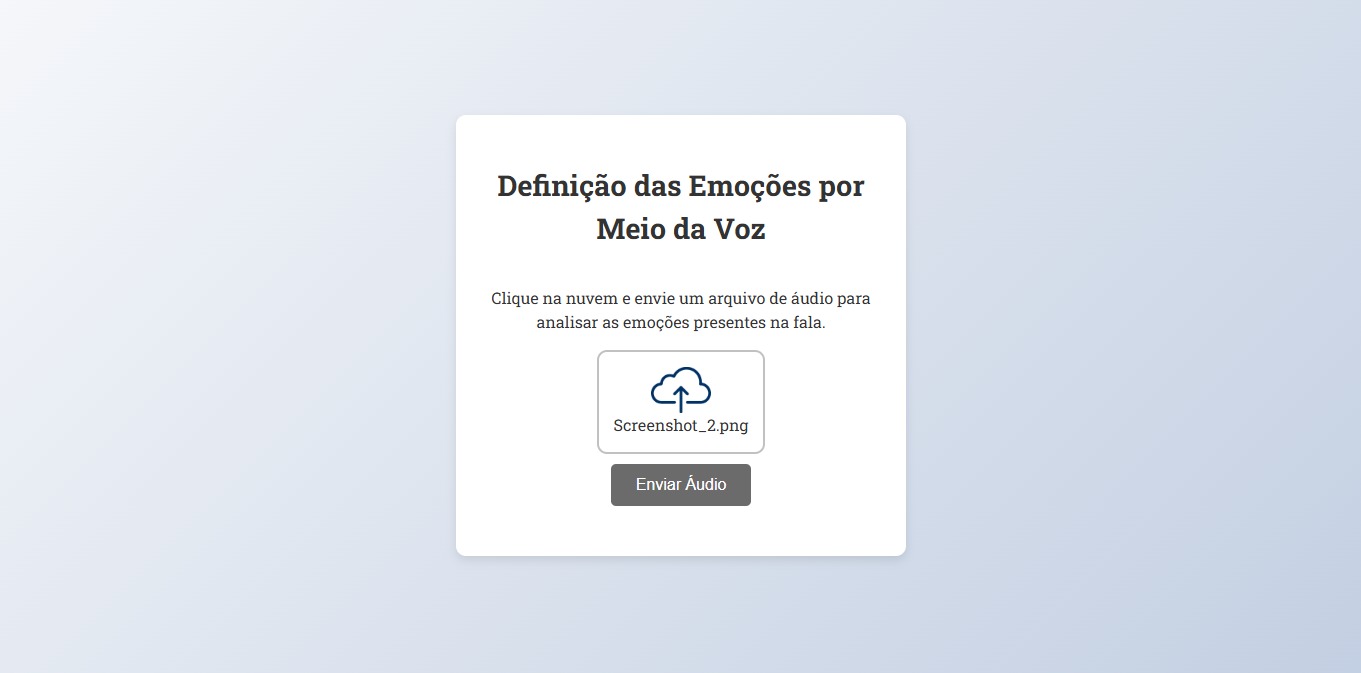 Definição das Emoções por
Meio da Voz
Clique na nuvem e envie um arquivo de áudio para
analisar as emoções presentes na fala.
Screenshot_2.png
Enviar Áudio